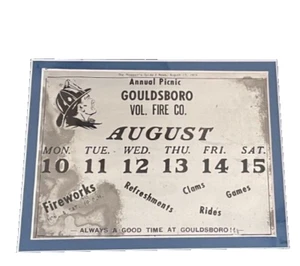 Annual Picnic
GOULDSBORO
VOL. FIRE CO.
AUGUST
MON. TUE. WED. THU. FRI. SAT.
10 11 12 13 14 15
Fireworks Refreshments Clams Games
Rides
— ALWAYS A GOOD TIME AT GOULDSBORO!